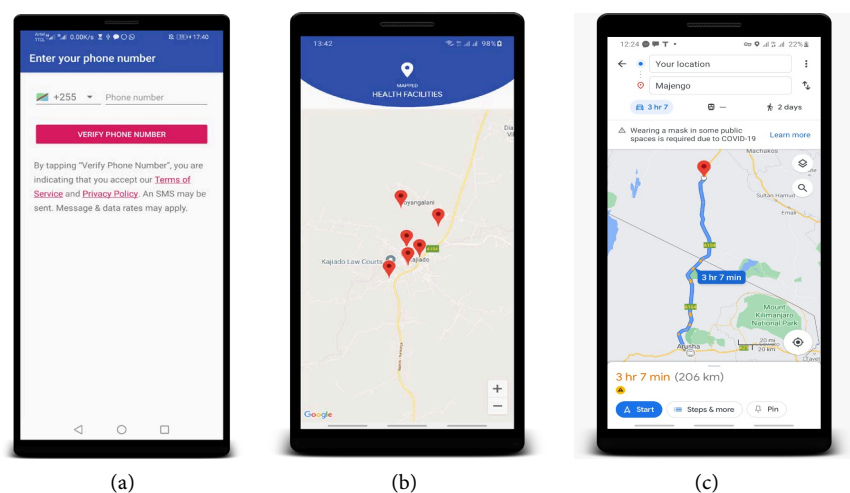 0.00K/s
17:40
Enter your phone number
+255
Phone number
VERIFY PHONE NUMBER
By tapping “Verify Phone Number”, you are
indicating that you accept our Terms of
Service and Privacy Policy. An SMS may be
sent. Message & data rates may apply.
(a)
13:42
98%
MAPPED
HEALTH FACILITIES
oyangalani
Kajiado Law Courts
Kajiado
Google
+
−
(b)
12:24
22%
Your location
Majengo
3 hr 7
—
2 days
Wearing a mask in some public
spaces is required due to COVID-19
Learn more
Machakos
Sultan Hamud
Emali
3 hr 7 min
Mount
Kilimanjaro
National Park
Arusha
20 mi
20 km
3 hr 7 min (206 km)
Start
Steps & more
Pin
(c)